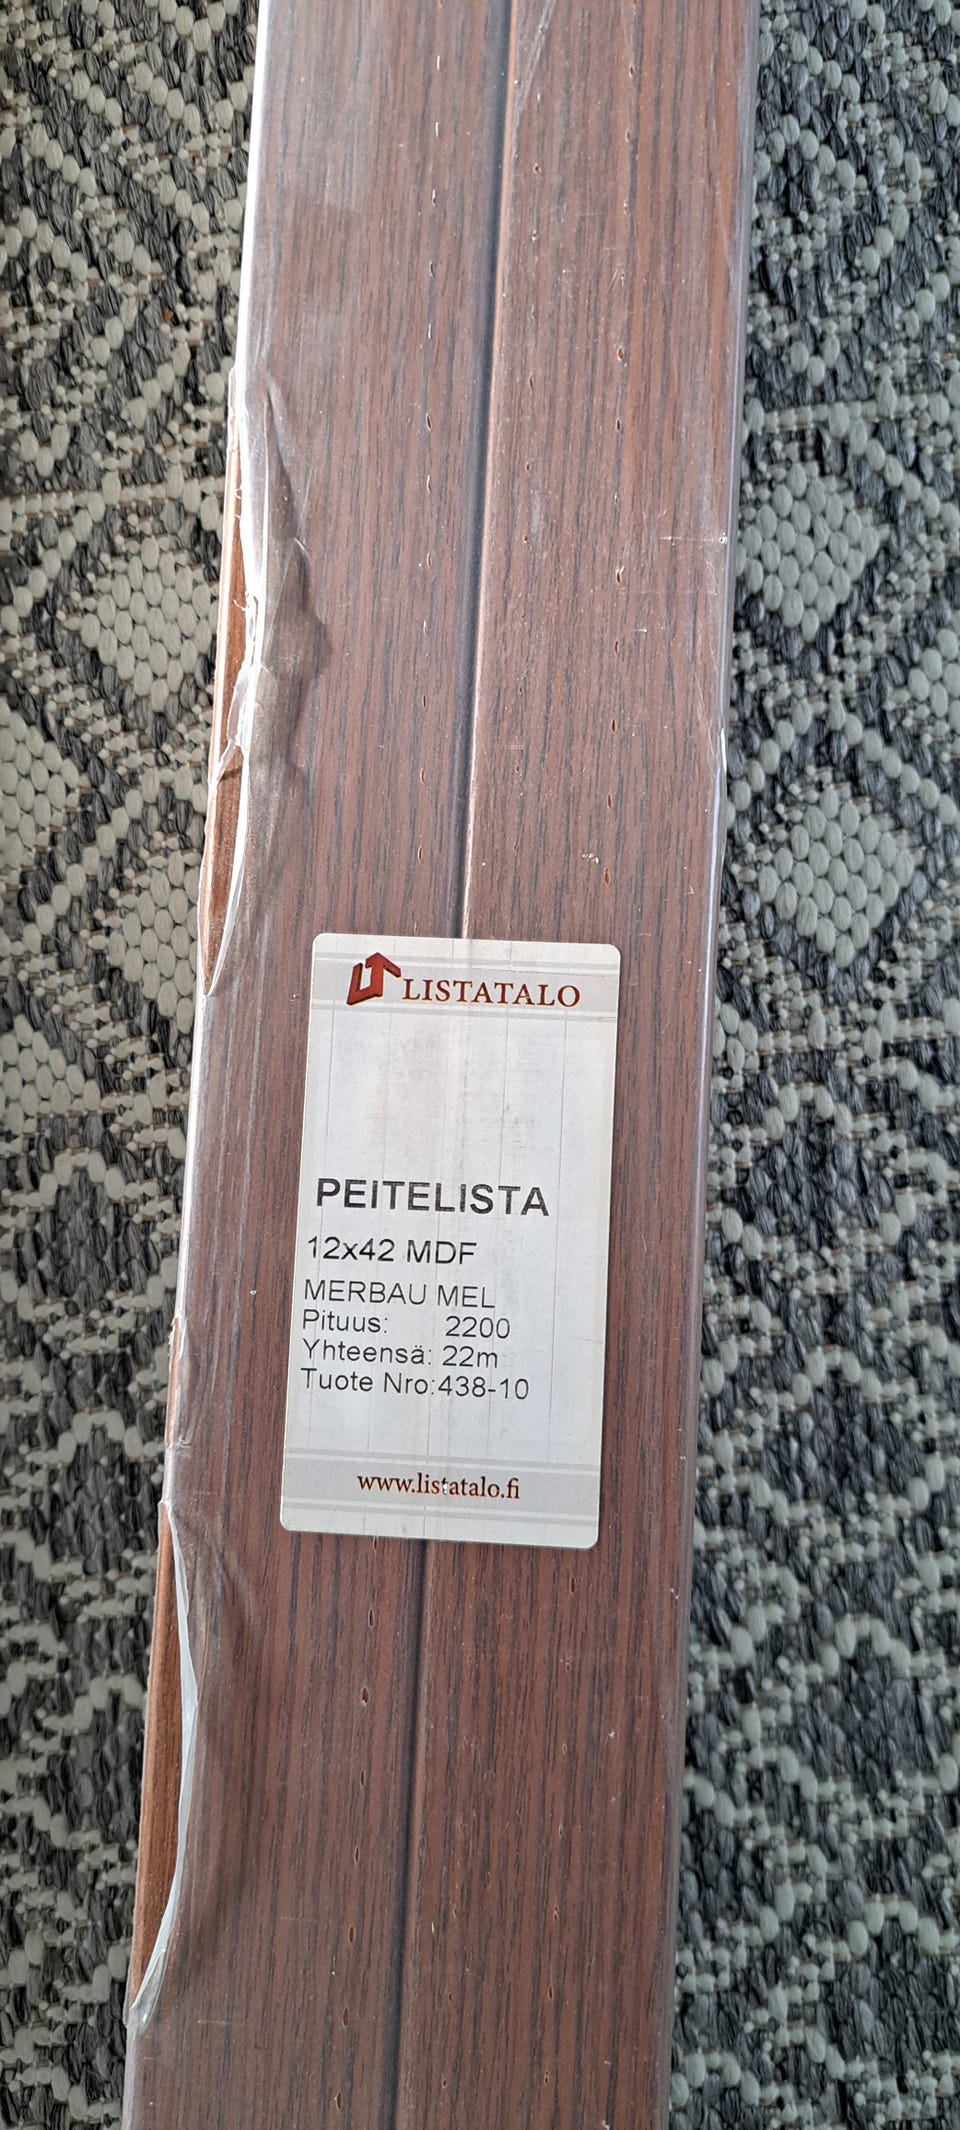 LISTATALO
PEITELISTA
12x42 MDF
MERBAU MEL
Pituus: 2200
Yhteensä: 22m
Tuote Nro:438-10
www.listatalo.fi